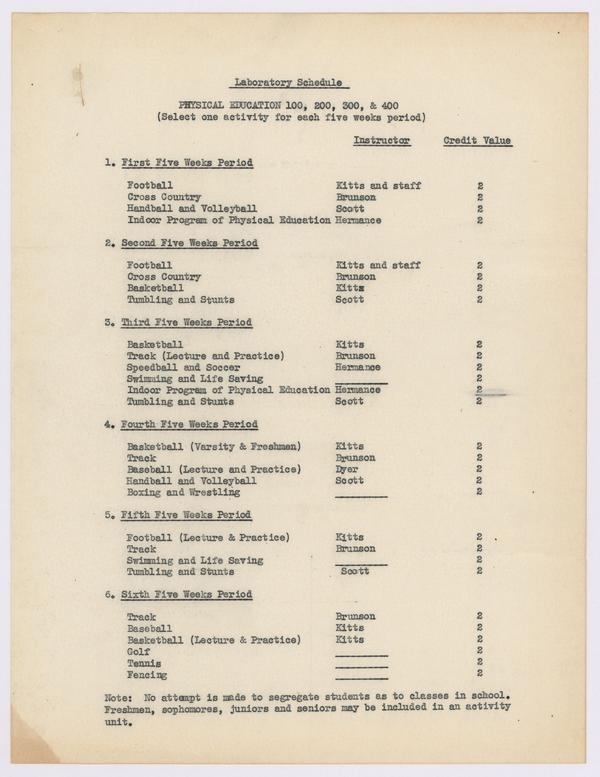 Laboratory Schedule
PHYSICAL EDUCATION 100, 200, 300, & 400
(Select one activity for each five weeks period)
Instructor Credit Value
1. First Five Weeks Period
Football Kitts and staff 2
Cross Country Brunson 2
Handball and Volleyball Scott 2
Indoor Program of Physical Education Hermance 2
2. Second Five Weeks Period
Football Kitts and staff 2
Cross Country Brunson 2
Basketball Kitts 2
Tumbling and Stunts Scott 2
3. Third Five Weeks Period
Basketball Kitts 2
Track (Lecture and Practice) Brunson 2
Speedball and Soccer Hermance 2
Swimming and Life Saving __________ 2
Indoor Program of Physical Education Hermance 2
Tumbling and Stunts Scott 2
4. Fourth Five Weeks Period
Basketball (Varsity & Freshmen) Kitts 2
Track Brunson 2
Baseball (Lecture and Practice) Dyer 2
Handball and Volleyball Scott 2
Boxing and Wrestling __________ 2
5. Fifth Five Weeks Period
Football (Lecture & Practice) Kitts 2
Track Brunson 2
Swimming and Life Saving __________ 2
Tumbling and Stunts Scott 2
6. Sixth Five Weeks Period
Track Brunson 2
Baseball Kitts 2
Basketball (Lecture & Practice) Kitts 2
Golf __________ 2
Tennis __________ 2
Fencing __________ 2
Note: No attempt is made to segregate students as to classes in school.
Freshmen, sophomores, juniors and seniors may be included in an activity
unit.